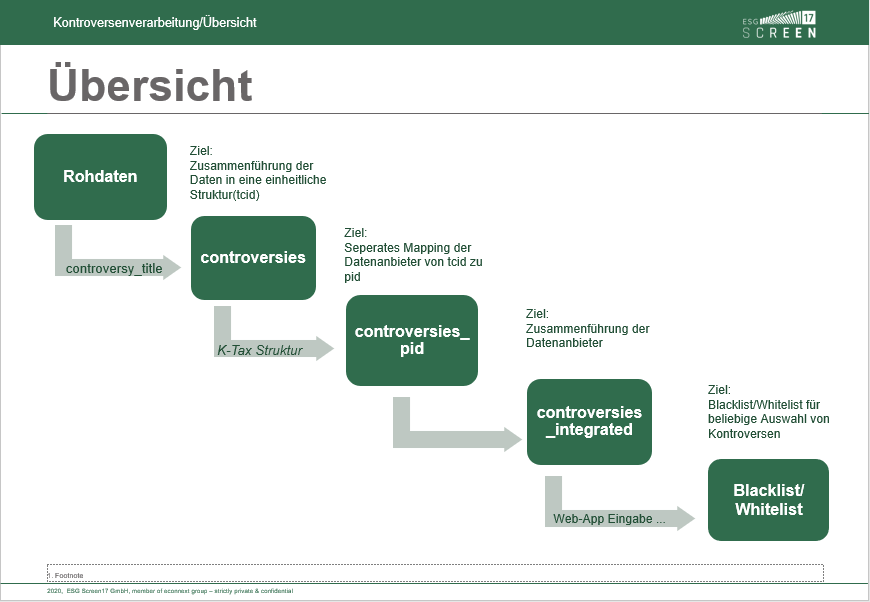 Kontroversenverarbeitung/Übersicht
ESG 17
SCREEN
Übersicht
Rohdaten
Ziel:
Zusammenführung der
Daten in eine einheitliche
Struktur(tcid)
controversy_title
controversies
Ziel:
Seperates Mapping der
Datenanbieter von tcid zu
pid
K-Tax Struktur
controversies_
pid
Ziel:
Zusammenführung der
Datenanbieter
controversies
_integrated
Ziel:
Blacklist/Whitelist für
beliebige Auswahl von
Kontroversen
Web-App Eingabe ...
Blacklist/
Whitelist
1. Footnote
2020, ESG Screen17 GmbH, member of econnext group – strictly private & confidential